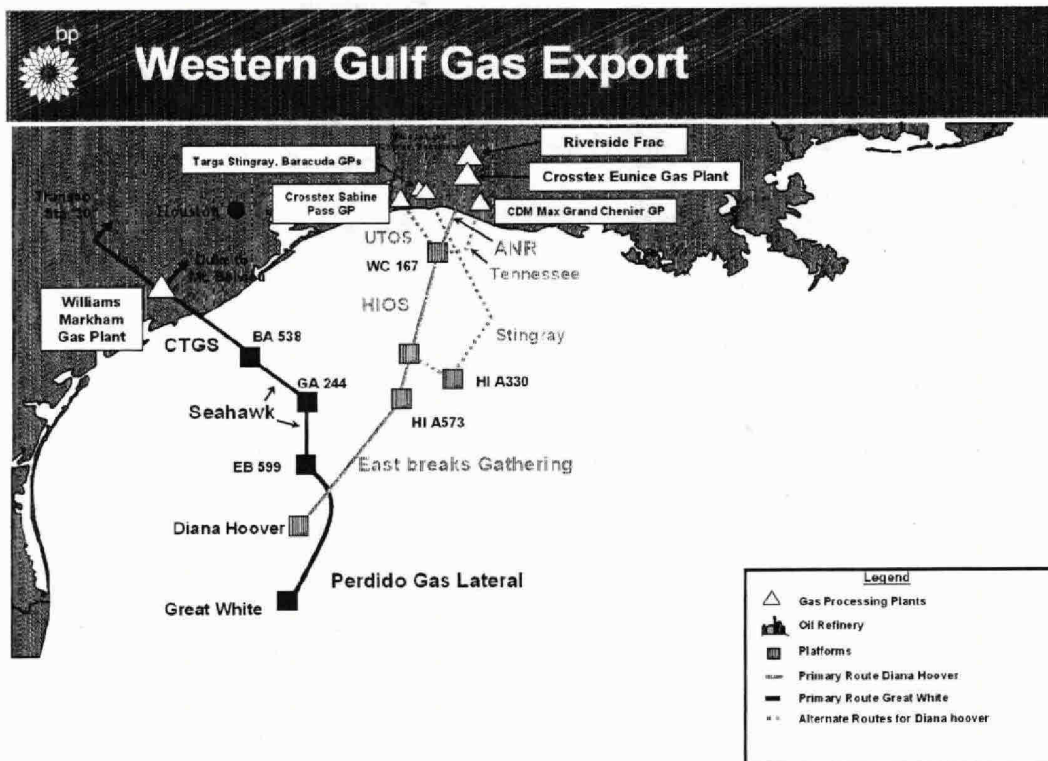 bp
Western Gulf Gas Export
Riverside Frac
Targa Stingray, Baracuda GPs
Crosstex Eunice Gas Plant
Crosstex Sabine
Pass GP
CDM Max Grand Chenier GP
Houston
UTOS
ANR
WC 167
Tennessee
Williams
Markham
Gas Plant
HIOS
CTGS
BA 538
Stingray
GA 244
HI A330
Seahawk
HI A573
EB 599
East breaks Gathering
Diana Hoover
Perdido Gas Lateral
Great White
Legend
Gas Processing Plants
Oil Refinery
Platforms
Primary Route Diana Hoover
Primary Route Great White
Alternate Routes for Diana hoover